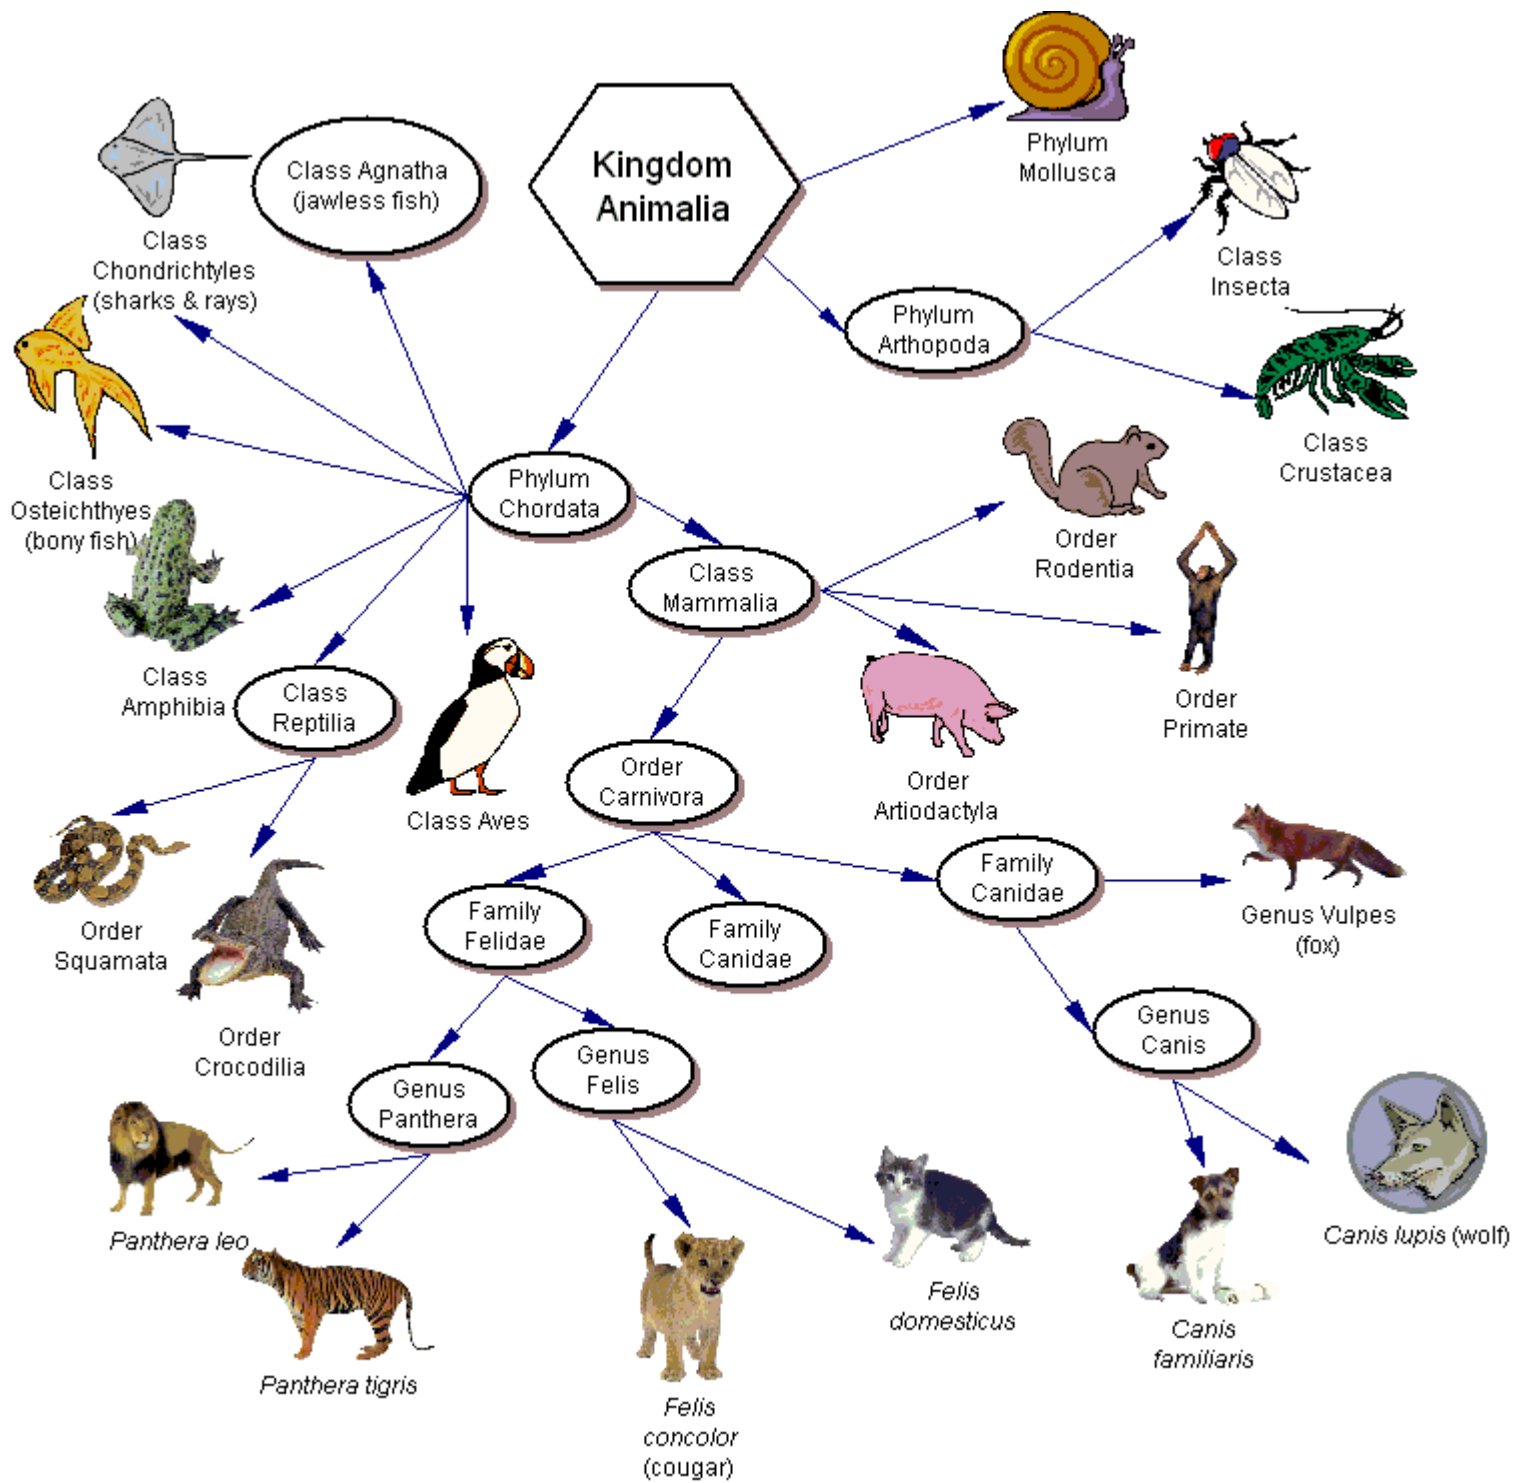 Kingdom
Animalia
Phylum
Mollusca
Class Agnatha
(jawless fish)
Class
Chondrichtyles
(sharks & rays)
Class
Insecta
Phylum
Arthopoda
Class
Crustacea
Class
Osteichthyes
(bony fish)
Phylum
Chordata
Order
Rodentia
Class
Mammalia
Class
Amphibia
Class
Reptilia
Order
Primate
Class Aves
Order
Carnivora
Order
Artiodactyla
Order
Squamata
Family
Felidae
Family
Canidae
Family
Canidae
Genus Vulpes
(fox)
Order
Crocodilia
Genus
Panthera
Genus
Felis
Genus
Canis
Panthera leo
Canis lupis (wolf)
Panthera tigris
Felis
domesticus
Canis
familiaris
Felis
concolor
(cougar)